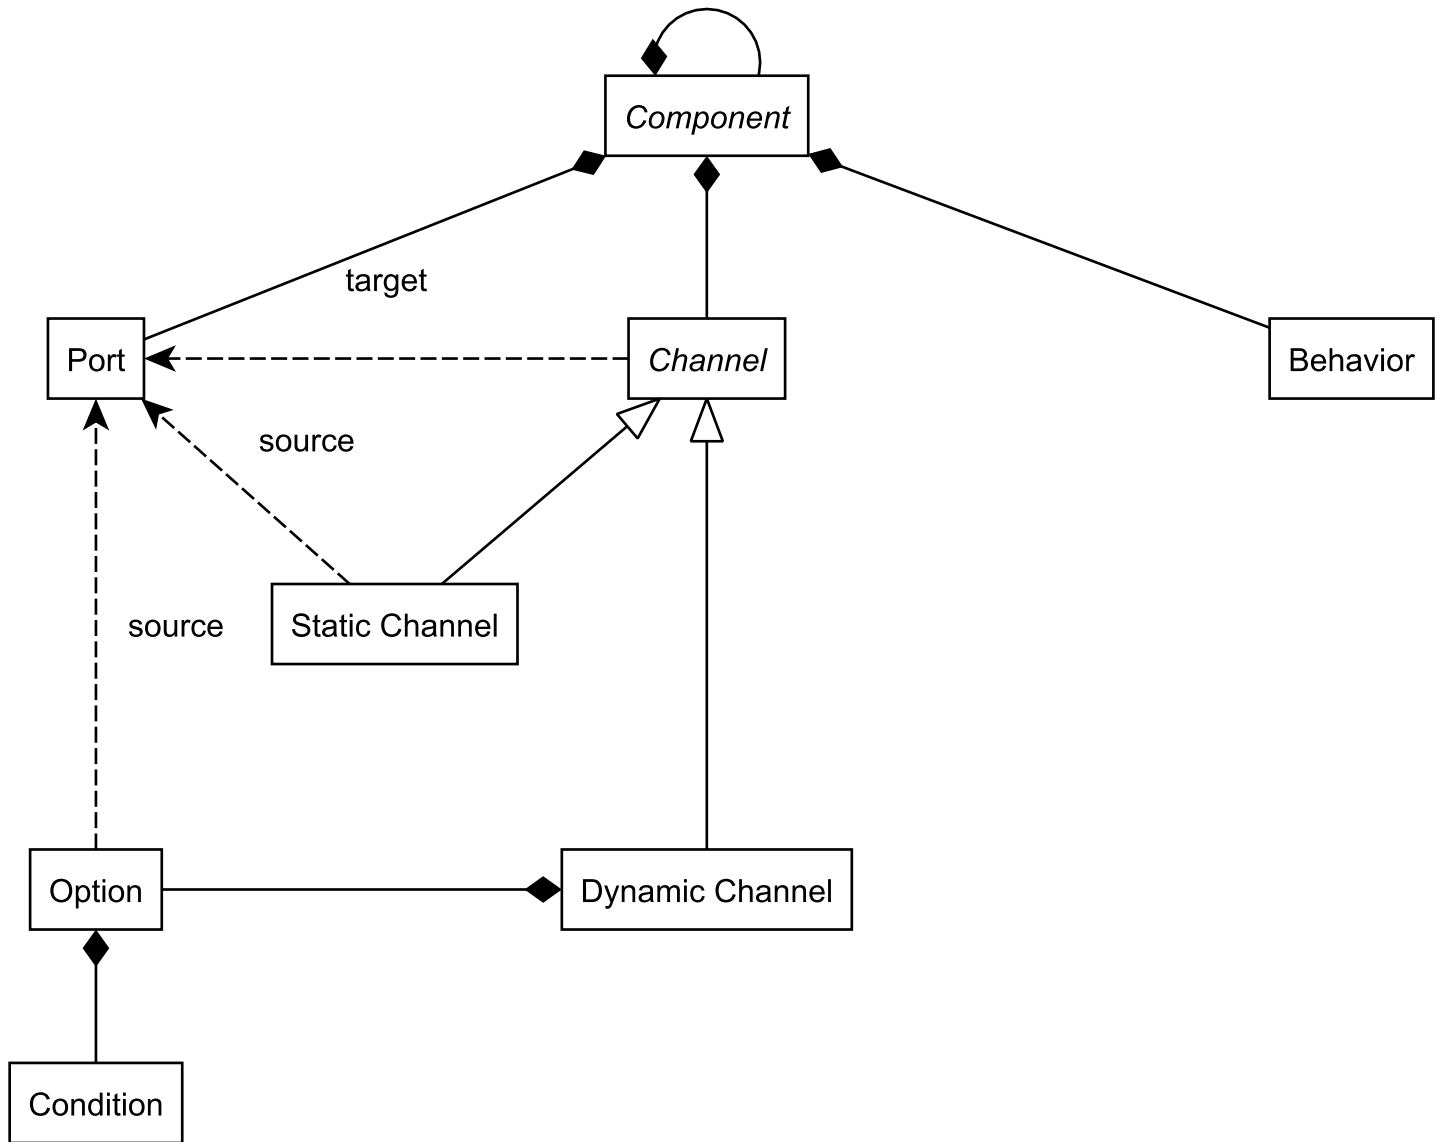 Component
target
Port
Channel
Behavior
source
Static Channel
source
Option
Dynamic Channel
Condition